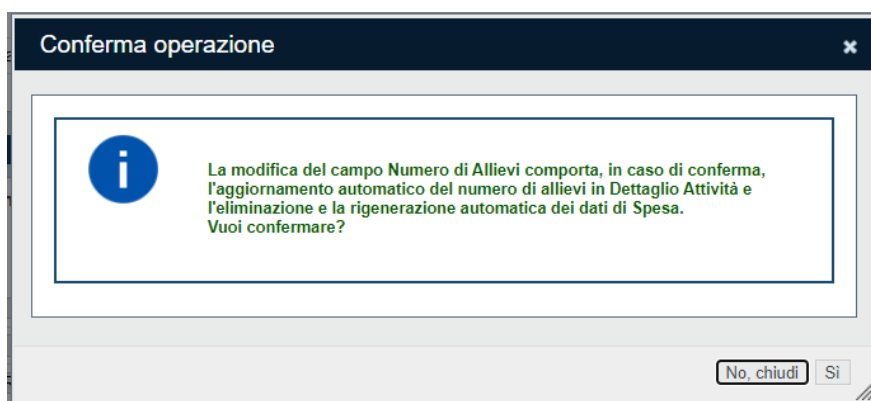 Conferma operazione
La modifica del campo Numero di Allievi comporta, in caso di conferma,
l'aggiornamento automatico del numero di allievi in Dettaglio Attività e
l'eliminazione e la rigenerazione automatica dei dati di Spesa.
Vuoi confermare?
No, chiudi Sì